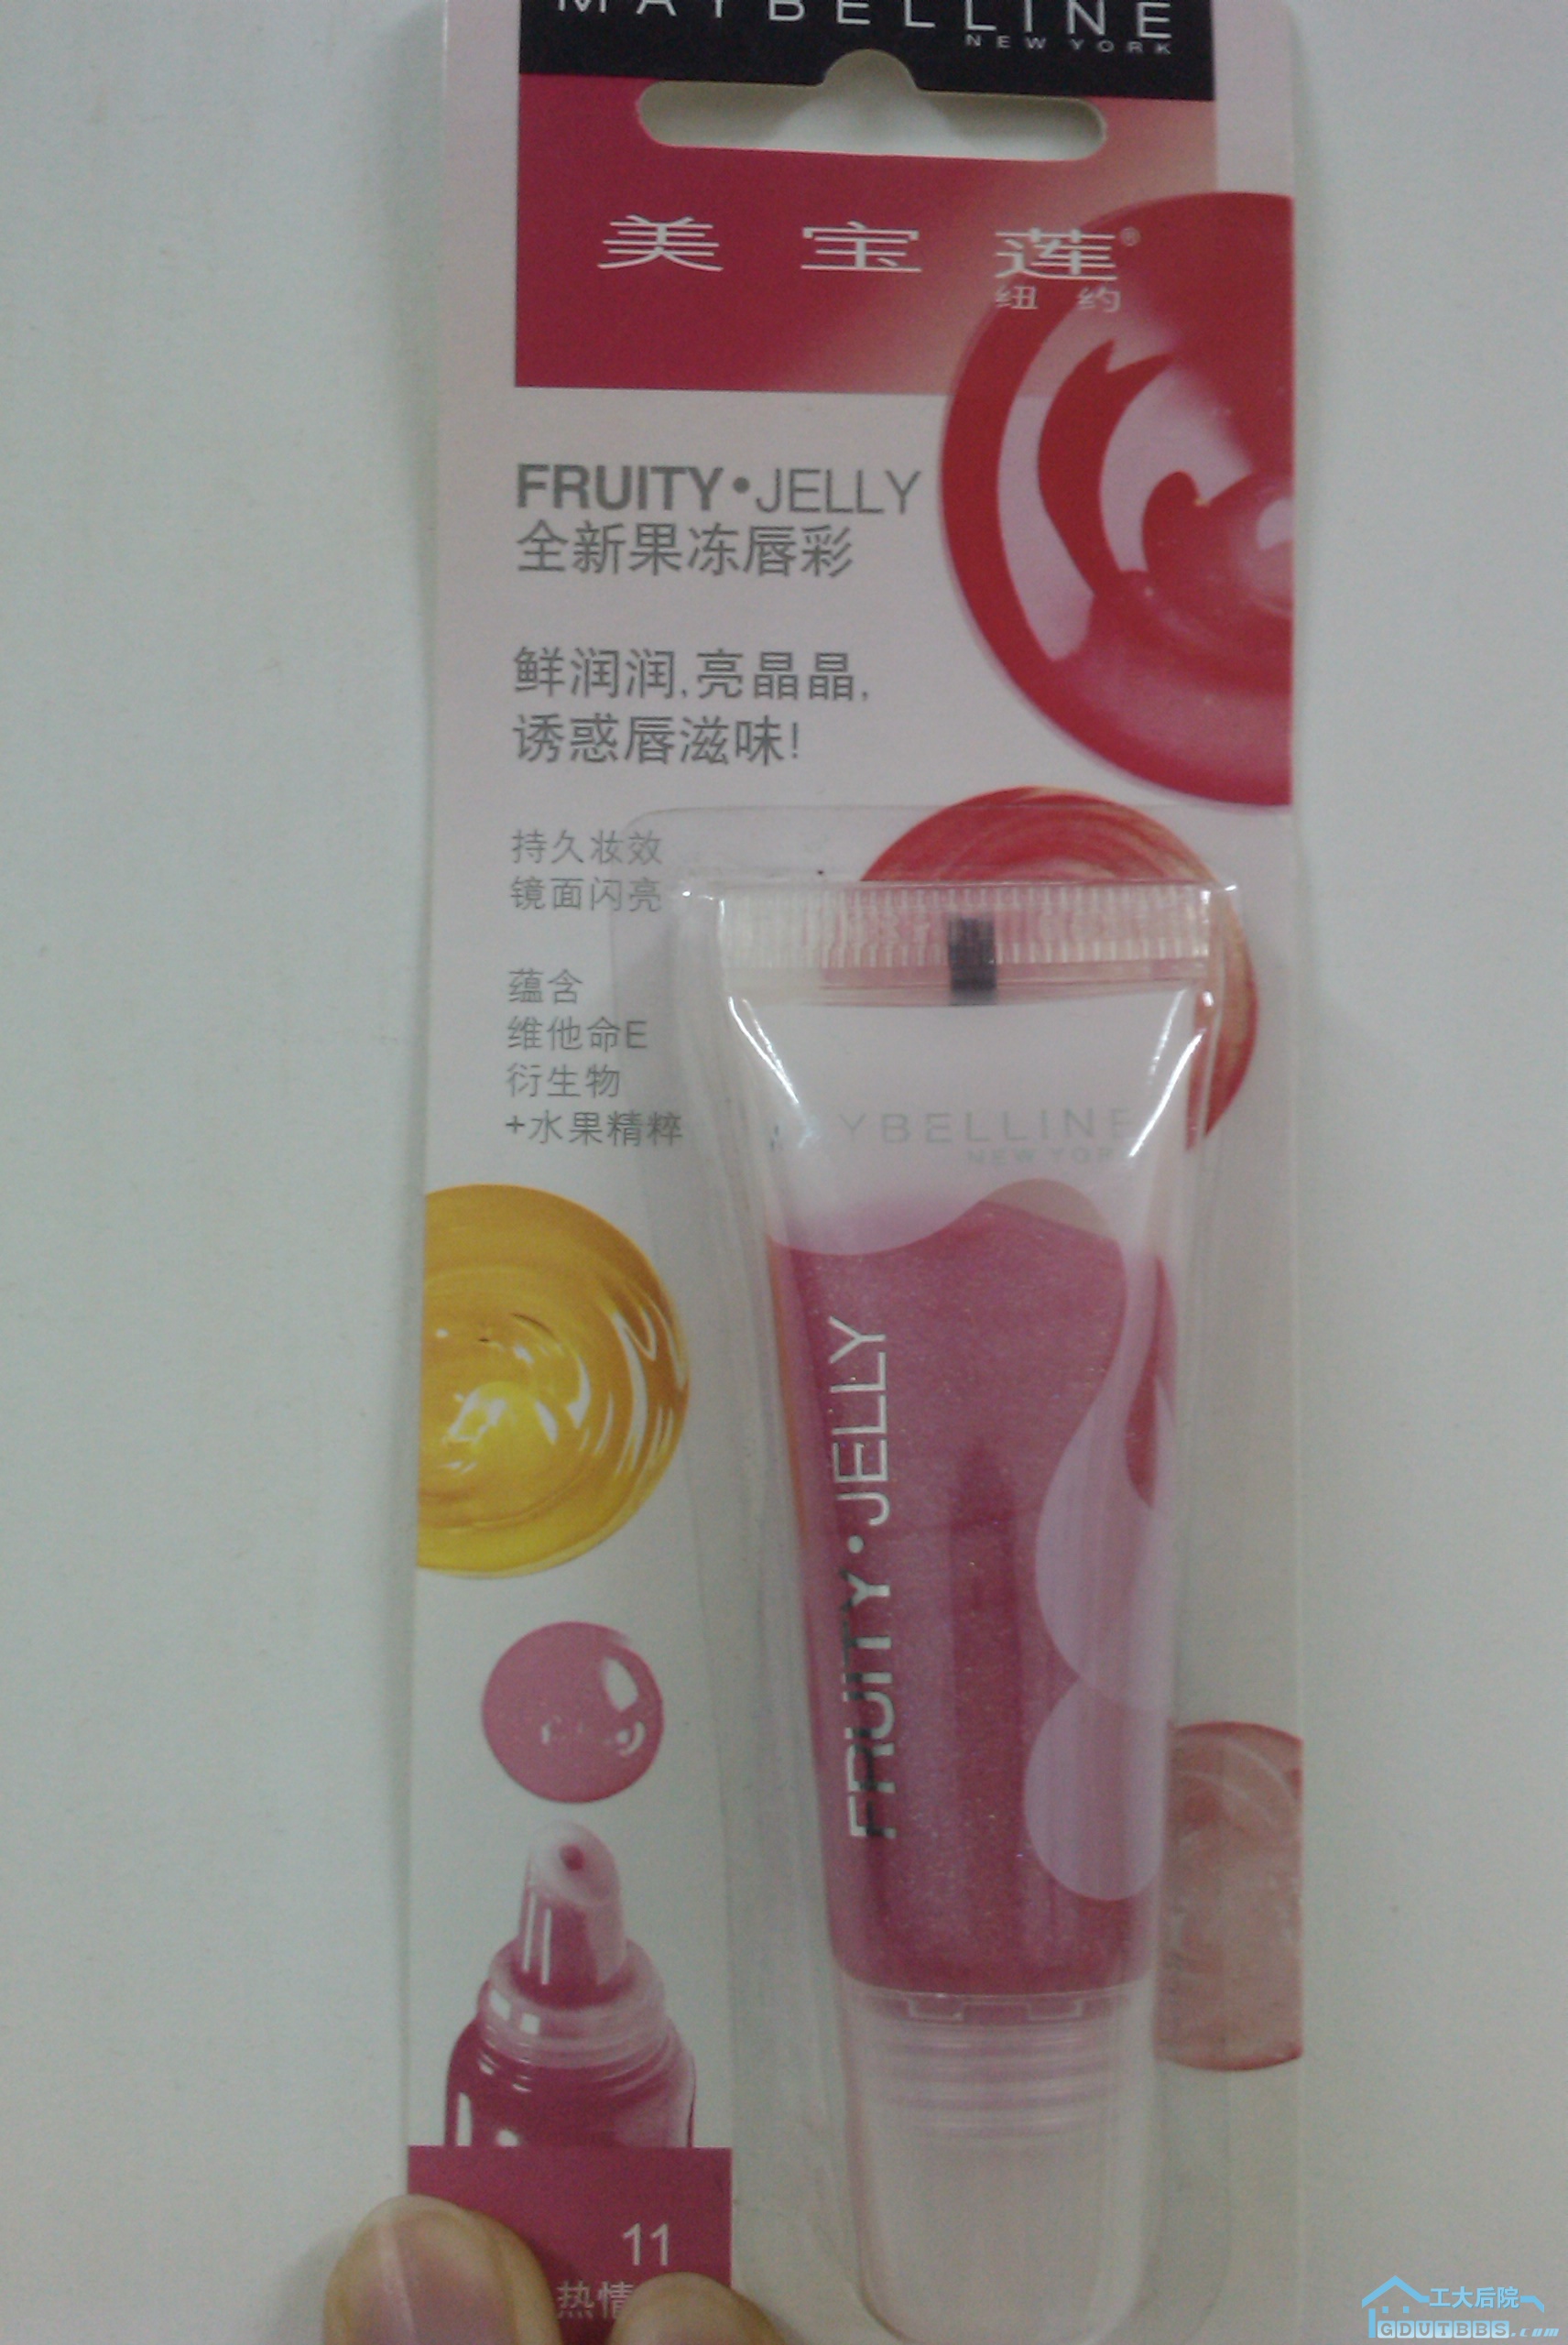 MAYBELLINE
NEW YORK
美宝莲®
纽约
FRUITY•JELLY
全新果冻唇彩
鲜润润,亮晶晶,
诱惑唇滋味!
持久妆效
镜面闪亮
蕴含
维他命E
衍生物
+水果精粹
YBELLINE
NEW YOR
FRUITY•JELLY
11
热情
工大后院
GDUTBBS.com